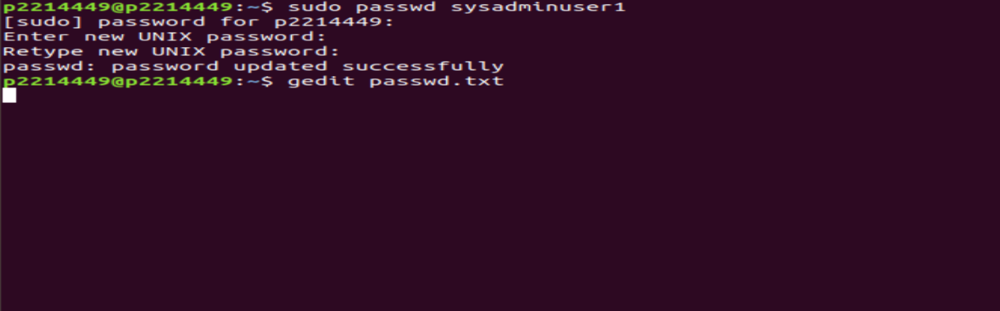 p2214449@p2214449:~$ sudo passwd sysadminuser1
[sudo] password for p2214449:
Enter new UNIX password:
Retype new UNIX password:
passwd: password updated successfully
p2214449@p2214449:~$ gedit passwd.txt